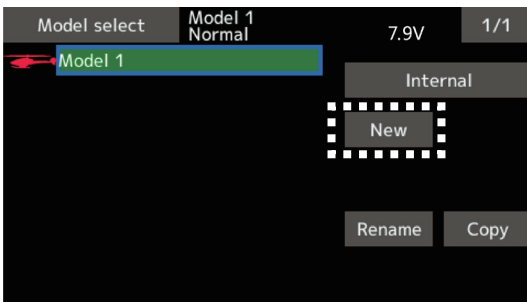 Model select
Model 1
Normal
7.9V
1/1
Model 1
Internal
New
Rename
Copy